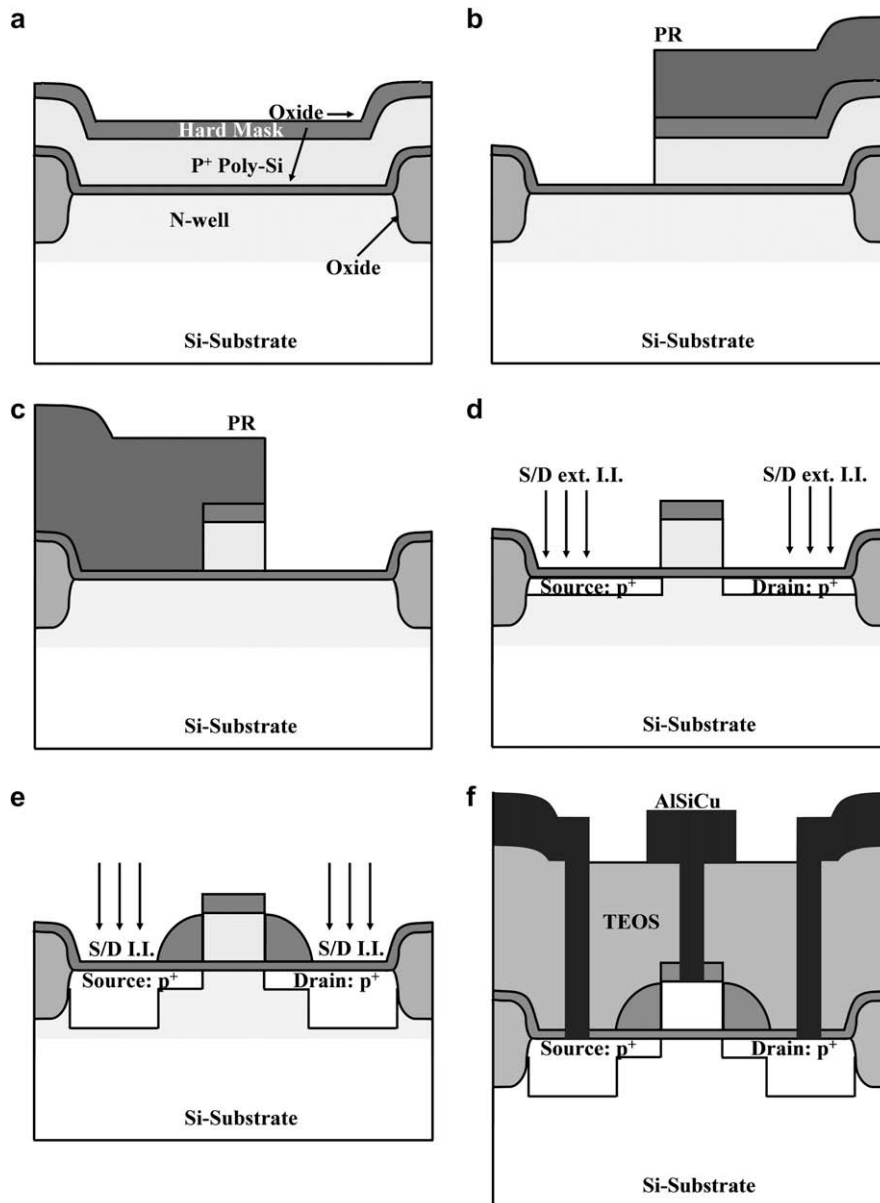 a
Oxide
Hard Mask
P+ Poly-Si
N-well
Oxide
Si-Substrate
b
PR
Si-Substrate
c
PR
Si-Substrate
d
S/D ext. I.I.
S/D ext. I.I.
Source: p+
Drain: p+
Si-Substrate
e
S/D I.I.
S/D I.I.
Source: p+
Drain: p+
Si-Substrate
f
AlSiCu
TEOS
Source: p+
Drain: p+
Si-Substrate